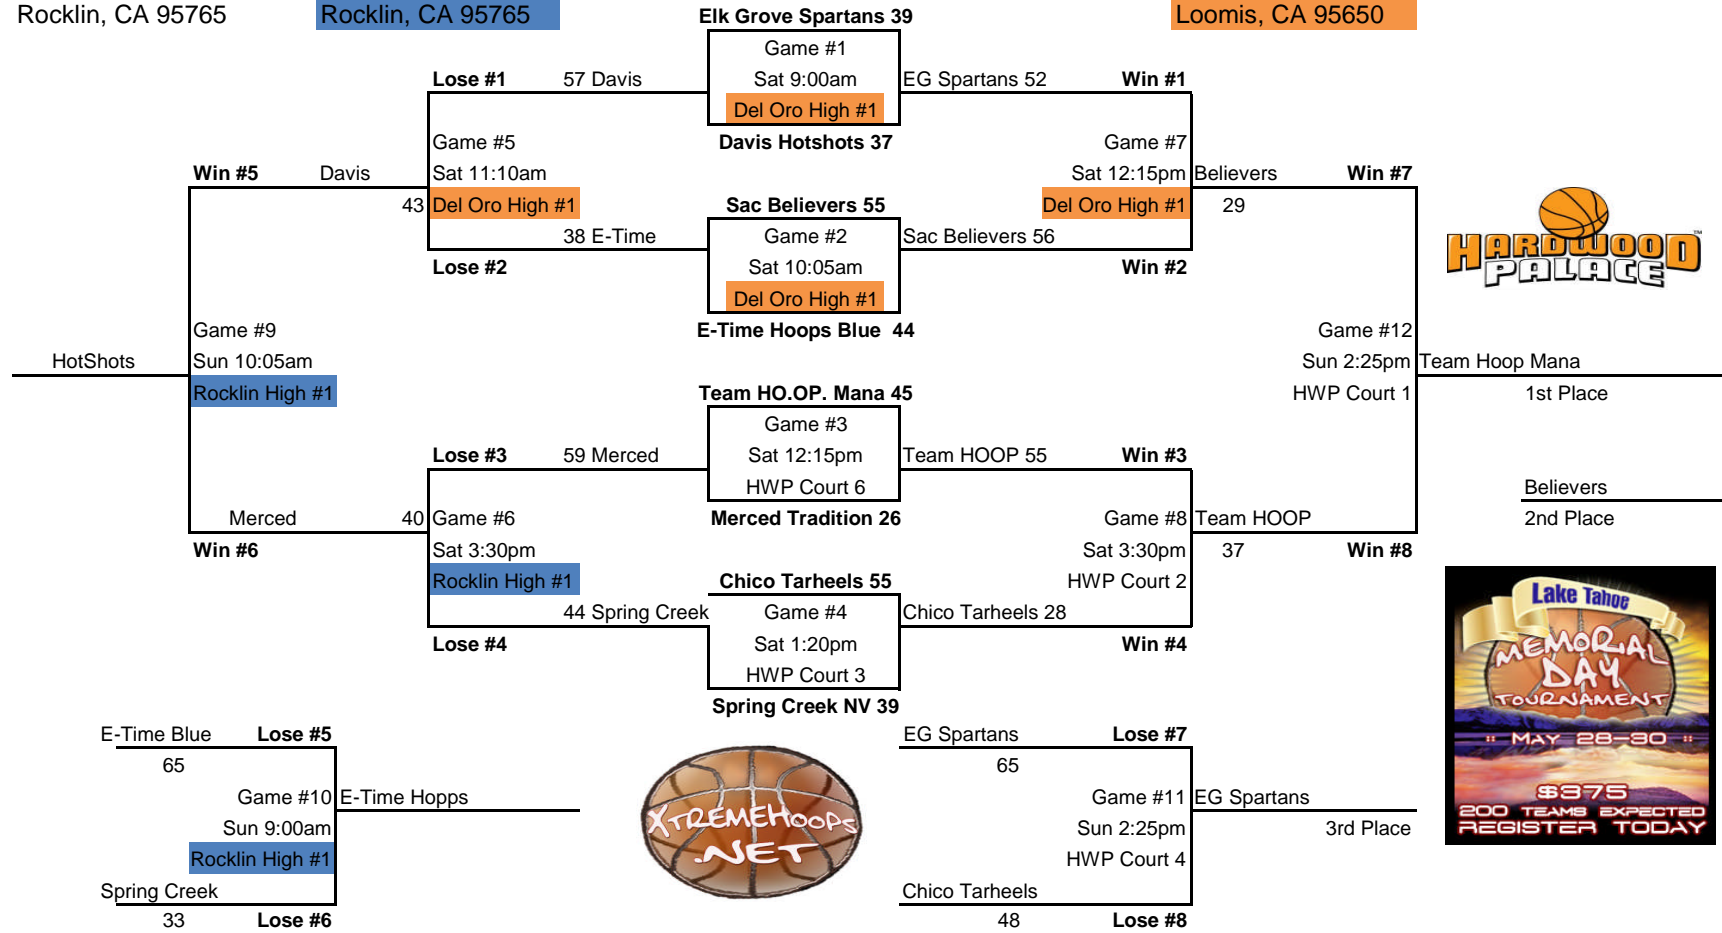 Rocklin, CA 95765 Rocklin, CA 95765 Elk Grove Spartans 39 Loomis, CA 95650
Game #1
Lose #1 57 Davis Sat 9:00am EG Spartans 52 Win #1
Del Oro High #1
Game #5 Davis Hotshots 37 Game #7
Win #5 Davis Sat 11:10am Sat 12:15pm Believers Win #7
43 Del Oro High #1 Sac Believers 55 Del Oro High #1 29
38 E-Time Game #2 Sac Believers 56
Lose #2 Sat 10:05am Win #2
HARDWOOD
PALACE
TM
Del Oro High #1
Game #9 E-Time Hoops Blue 44 Game #12
HotShots Sun 10:05am Sun 2:25pm Team Hoop Mana
Rocklin High #1 Team HO.OP. Mana 45 HWP Court 1 1st Place
Game #3
Lose #3 59 Merced Sat 12:15pm Team HOOP 55 Win #3
HWP Court 6 Believers
Merced 40 Game #6 Merced Tradition 26 Game #8 Team HOOP 2nd Place
Win #6 Sat 3:30pm Sat 3:30pm 37 Win #8
Rocklin High #1 Chico Tarheels 55 HWP Court 2
44 Spring Creek Game #4 Chico Tarheels 28
Lose #4 Sat 1:20pm Win #4
HWP Court 3
Spring Creek NV 39
Lake Tahoe
MEMORIAL
DAY
TOURNAMENT
:: MAY 28-30 ::
$375
200 TEAMS EXPECTED
REGISTER TODAY
E-Time Blue Lose #5 EG Spartans Lose #7
65 65
Game #10 E-Time Hopps Game #11 EG Spartans
Sun 9:00am Sun 2:25pm 3rd Place
Rocklin High #1 HWP Court 4
XTREMEHOOPS
.NET
Spring Creek Chico Tarheels
33 Lose #6 48 Lose #8